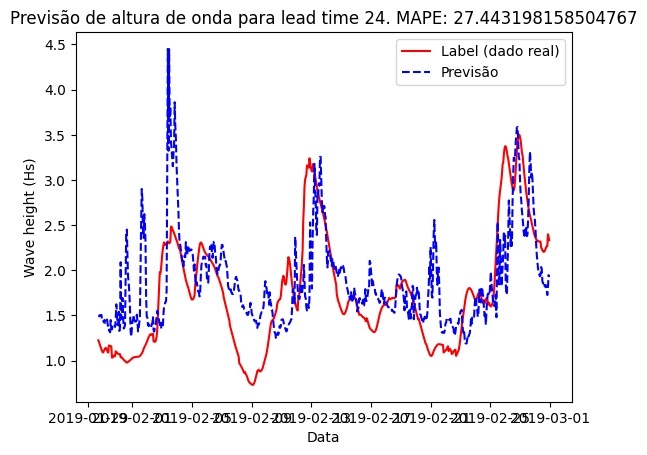 Previsão de altura de onda para lead time 24. MAPE: 27.443198158504767
Label (dado real)
Previsão
Wave height (Hs)
4.5
4.0
3.5
3.0
2.5
2.0
1.5
1.0
2019-01-29 2019-02-01 2019-02-05 2019-02-09 2019-02-13 2019-02-17 2019-02-21 2019-02-25 2019-03-01
Data